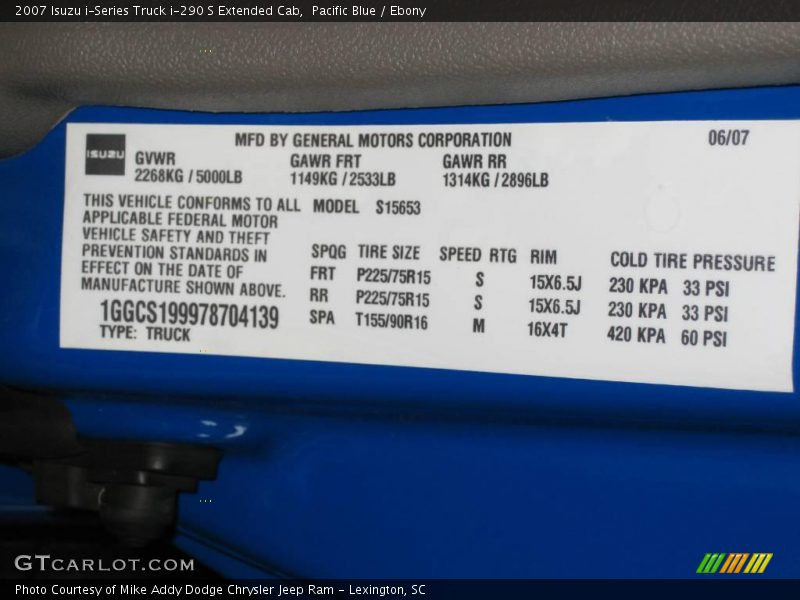 2007 Isuzu i-Series Truck i-290 S Extended Cab, Pacific Blue / Ebony
MFD BY GENERAL MOTORS CORPORATION 06/07
ISUZU
GVWR GAWR FRT GAWR RR
2268KG / 5000LB 1149KG / 2533LB 1314KG / 2896LB
THIS VEHICLE CONFORMS TO ALL MODEL S15653
APPLICABLE FEDERAL MOTOR
VEHICLE SAFETY AND THEFT
PREVENTION STANDARDS IN
EFFECT ON THE DATE OF
MANUFACTURE SHOWN ABOVE.
SPQG TIRE SIZE SPEED RTG RIM COLD TIRE PRESSURE
FRT P225/75R15 S 15X6.5J 230 KPA 33 PSI
RR P225/75R15 S 15X6.5J 230 KPA 33 PSI
SPA T155/90R16 M 16X4T 420 KPA 60 PSI
1GGCS199978704139
TYPE: TRUCK
GTCARLOT.COM
Photo Courtesy of Mike Addy Dodge Chrysler Jeep Ram - Lexington, SC